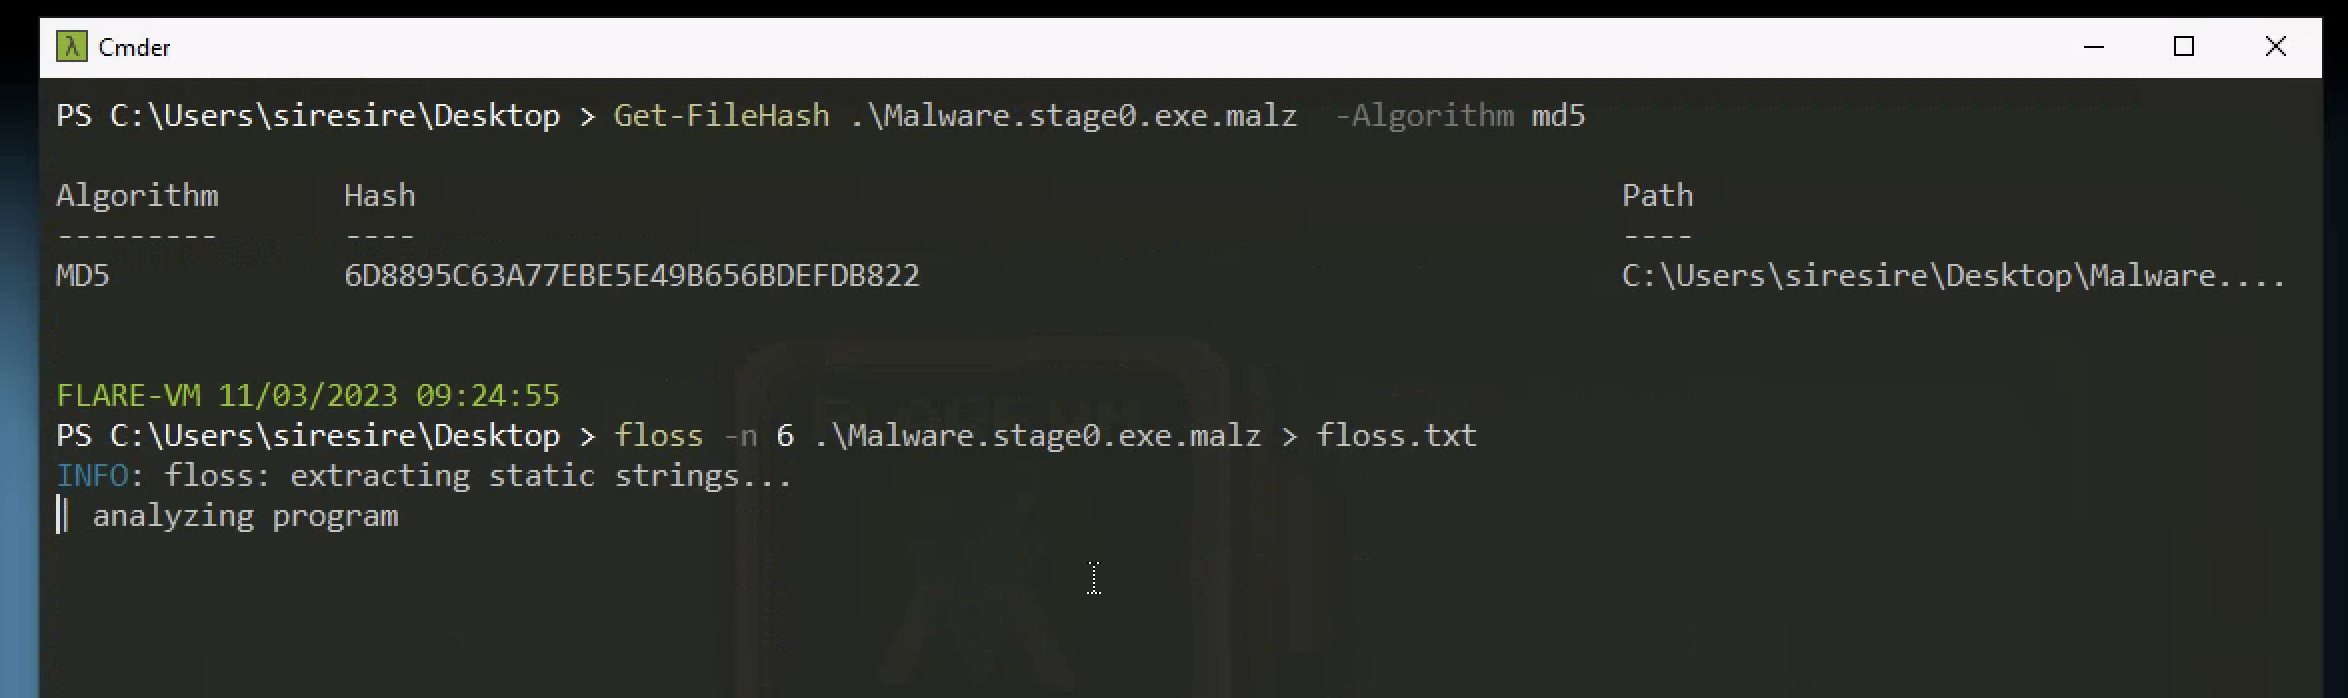 λ Cmder
PS C:\Users\siresire\Desktop > Get-FileHash .\Malware.stage0.exe.malz  -Algorithm md5
Algorithm       Hash                                                                   Path
---------       ----                                                                   ----
MD5             6D8895C63A77EBE5E49B656BDEFDB822                                       C:\Users\siresire\Desktop\Malware....
FLARE-VM 11/03/2023 09:24:55
PS C:\Users\siresire\Desktop > floss -n 6 .\Malware.stage0.exe.malz > floss.txt
INFO: floss: extracting static strings...
| analyzing program